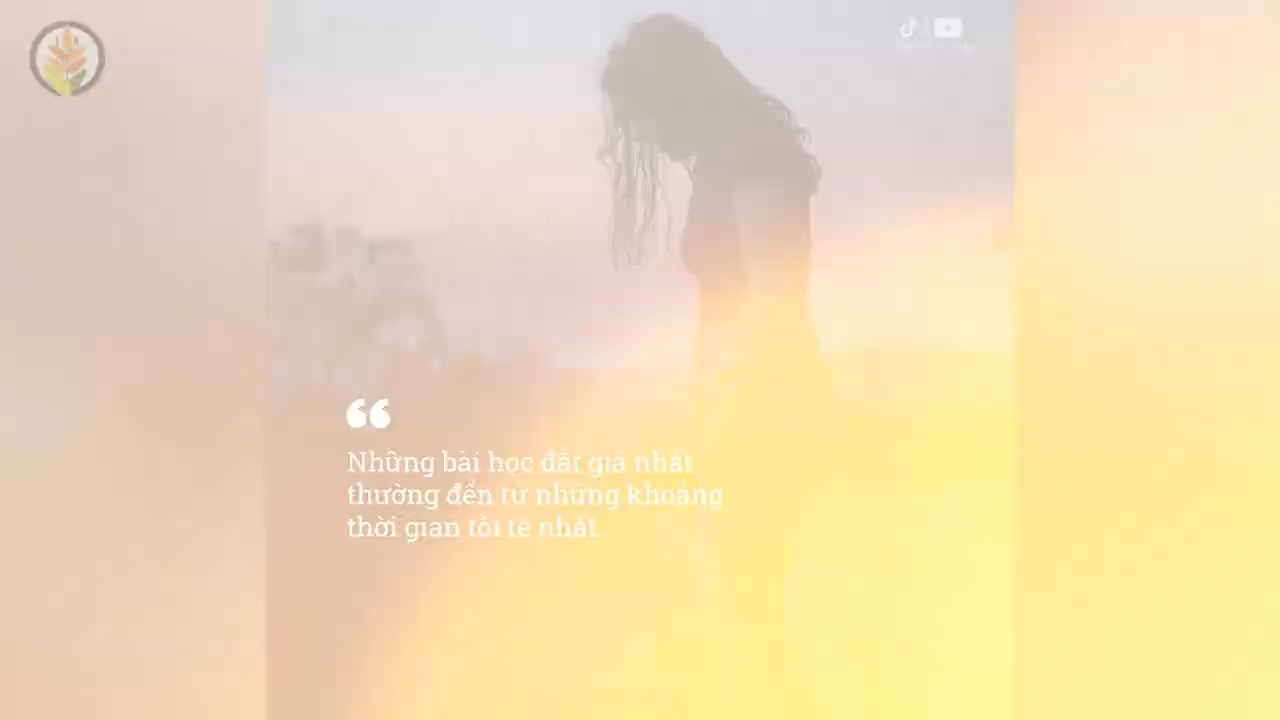 Những bài học đắt giá nhất
thường đến từ những khoảng
thời gian tồi tệ nhất.